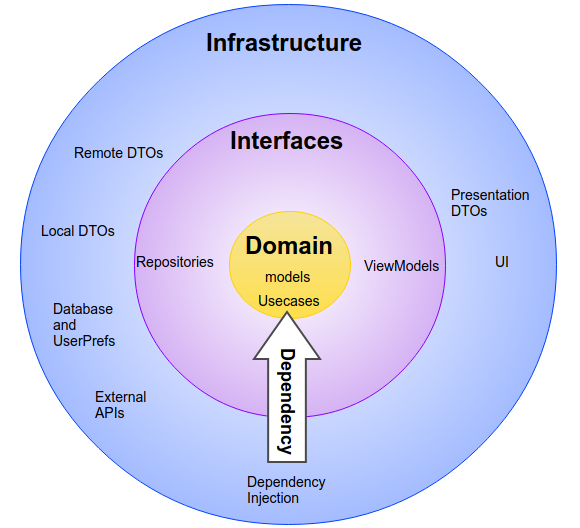 Infrastructure
Interfaces
Remote DTOs
Presentation
DTOs
Local DTOs
Domain
Repositories
ViewModels
UI
models
Usecases
Database
and
UserPrefs
Dependency
External
APIs
Dependency
Injection